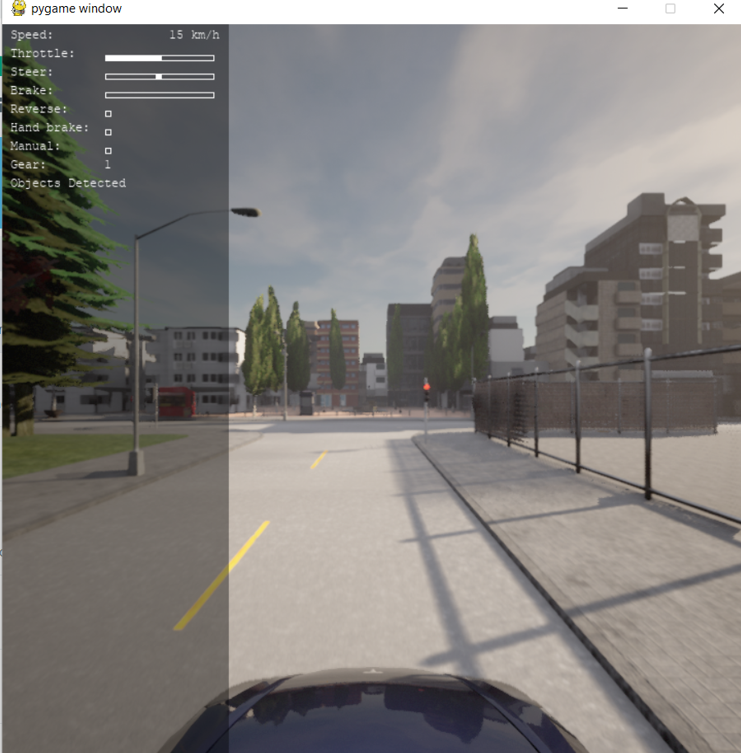 pygame window
Speed: 15 km/h
Throttle:
Steer:
Brake:
Reverse:
Hand brake:
Manual:
Gear: 1
Objects Detected